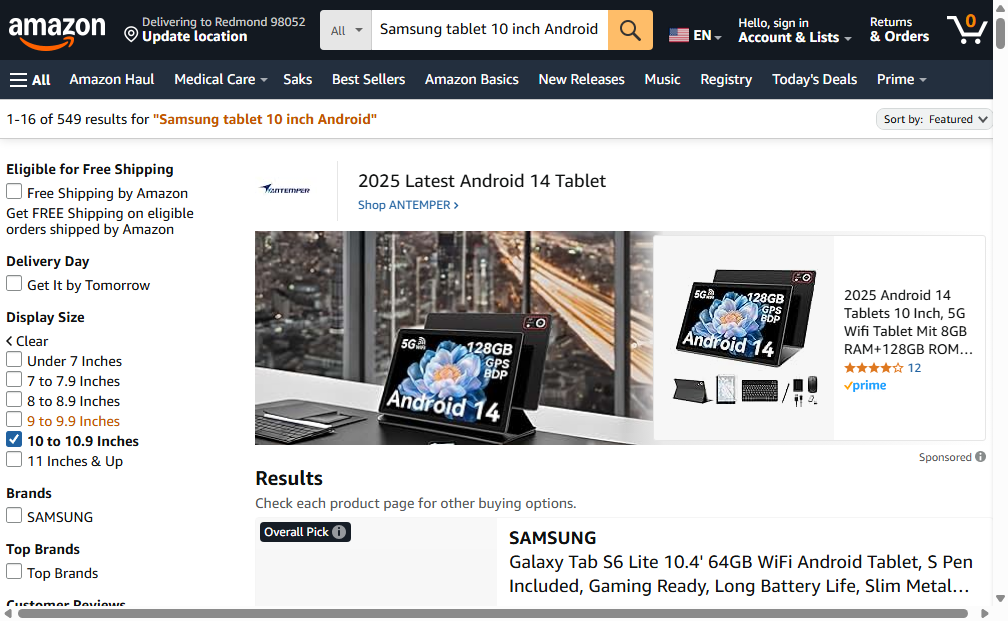 amazon
Delivering to Redmond 98052
Update location
All
Samsung tablet 10 inch Android
EN
Hello, sign in
Account & Lists
Returns
& Orders
0
All
Amazon Haul
Medical Care
Saks
Best Sellers
Amazon Basics
New Releases
Music
Registry
Today's Deals
Prime
1-16 of 549 results for "Samsung tablet 10 inch Android"
Sort by: Featured
Eligible for Free Shipping
Free Shipping by Amazon
Get FREE Shipping on eligible
orders shipped by Amazon
Delivery Day
Get It by Tomorrow
Display Size
Clear
Under 7 Inches
7 to 7.9 Inches
8 to 8.9 Inches
9 to 9.9 Inches
10 to 10.9 Inches
11 Inches & Up
Brands
SAMSUNG
Top Brands
Top Brands
Customer Reviews
ANTEMPER
2025 Latest Android 14 Tablet
Shop ANTEMPER
5G WiFi
128GB
GPS
BDP
Android 14
5G WiFi
128GB
GPS
BDP
Android 14
2025 Android 14
Tablets 10 Inch, 5G
Wifi Tablet Mit 8GB
RAM+128GB ROM…
12
prime
Sponsored
Results
Check each product page for other buying options.
Overall Pick
SAMSUNG
Galaxy Tab S6 Lite 10.4' 64GB WiFi Android Tablet, S Pen
Included, Gaming Ready, Long Battery Life, Slim Metal…